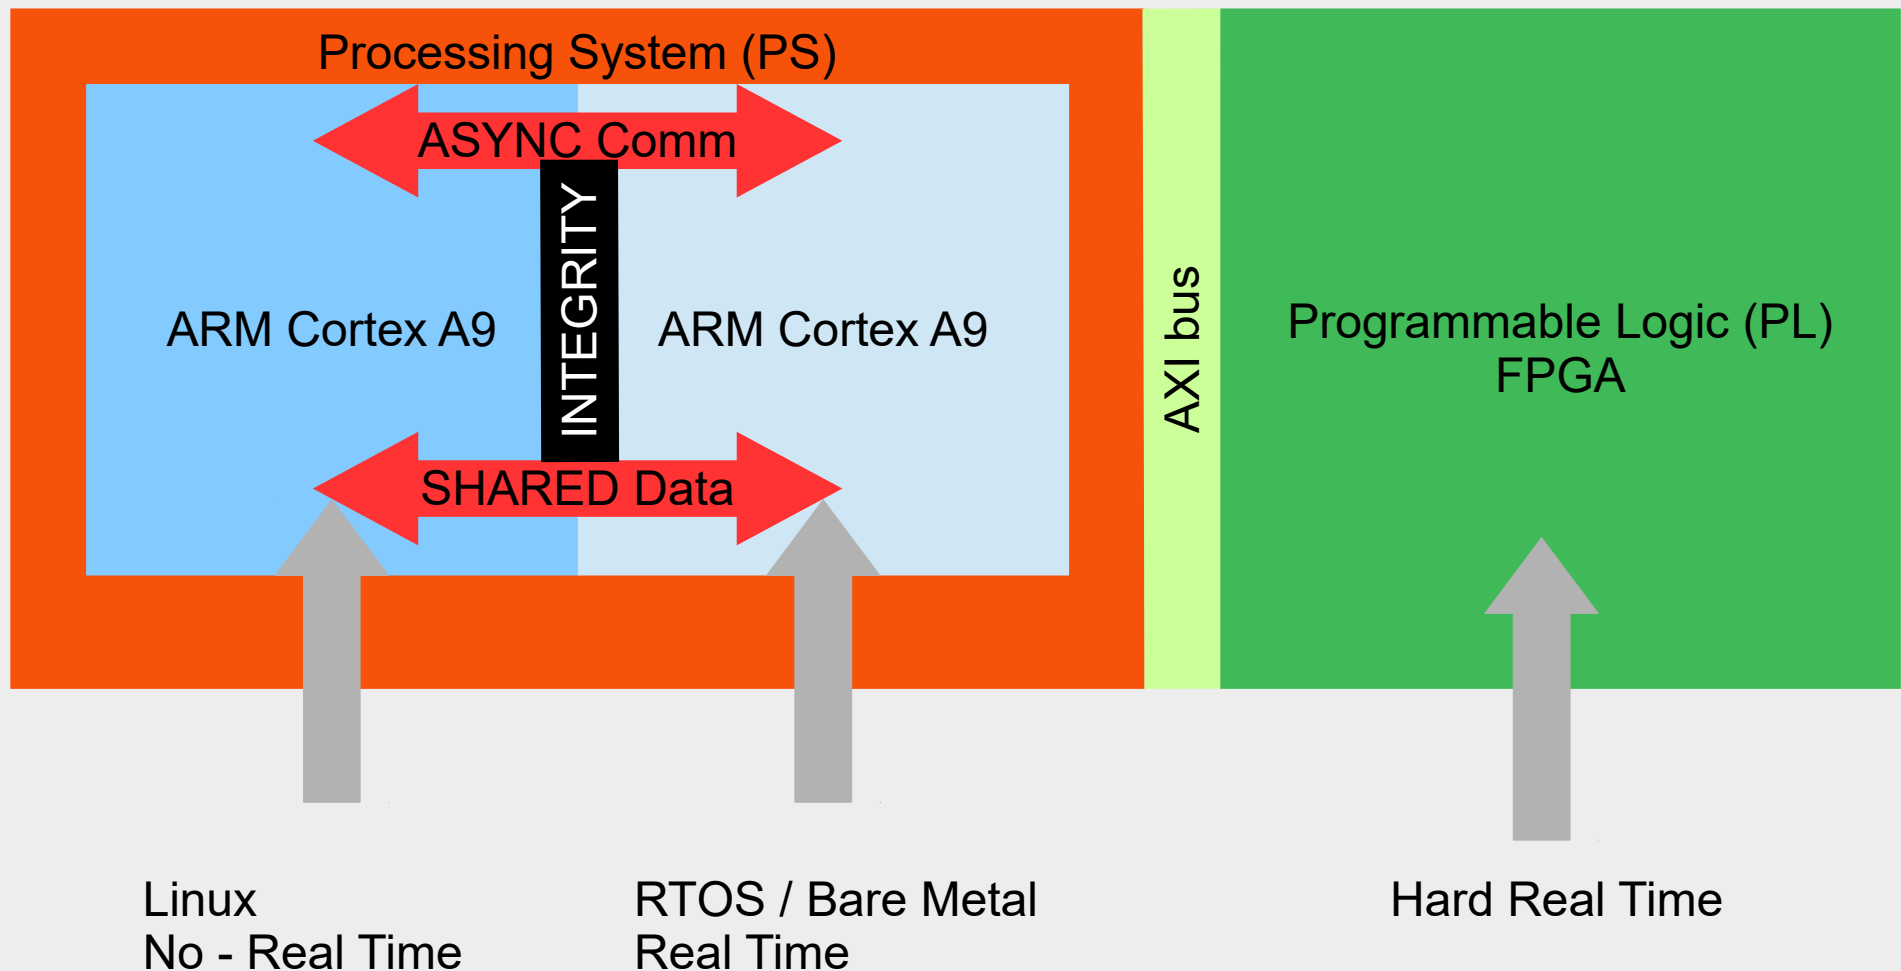 Processing System (PS)
ASYNC Comm
INTEGRITY
ARM Cortex A9
ARM Cortex A9
SHARED Data
AXI bus
Programmable Logic (PL)
FPGA
Linux
No - Real Time
RTOS / Bare Metal
Real Time
Hard Real Time